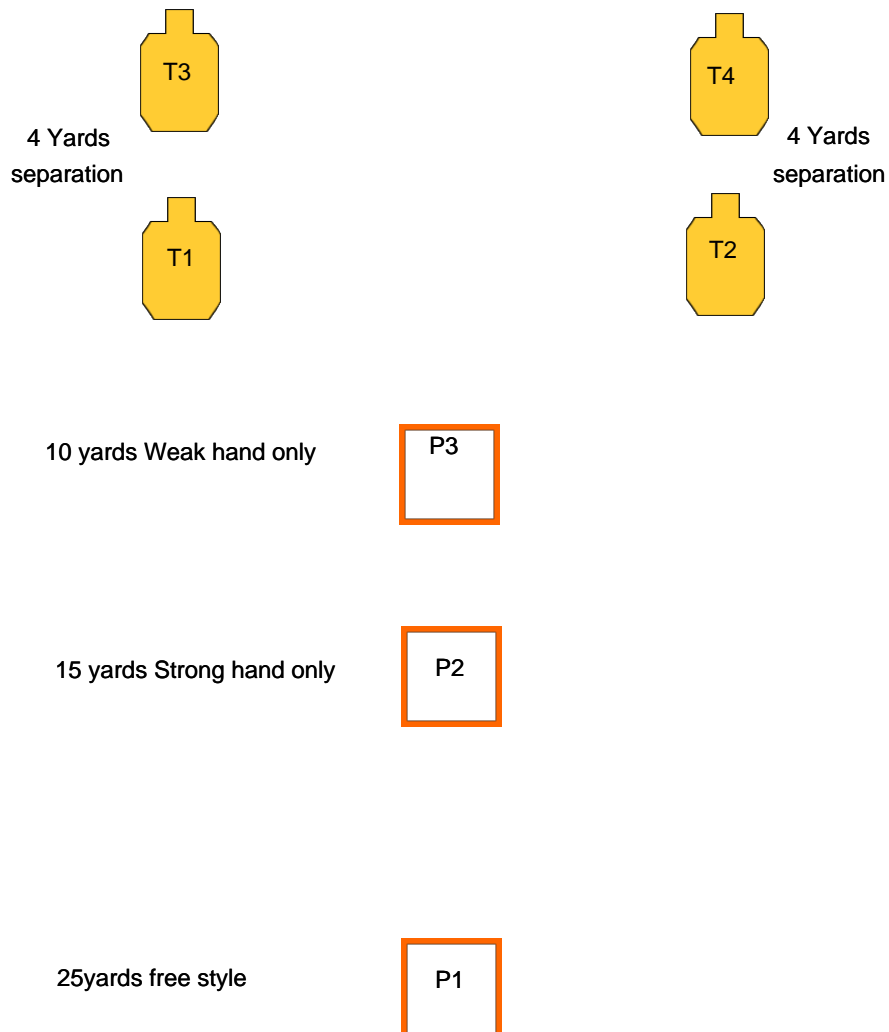 T3
T4
4 Yards
separation
4 Yards
separation
T1
T2
10 yards Weak hand only
P3
15 yards Strong hand only
P2
25yards free style
P1